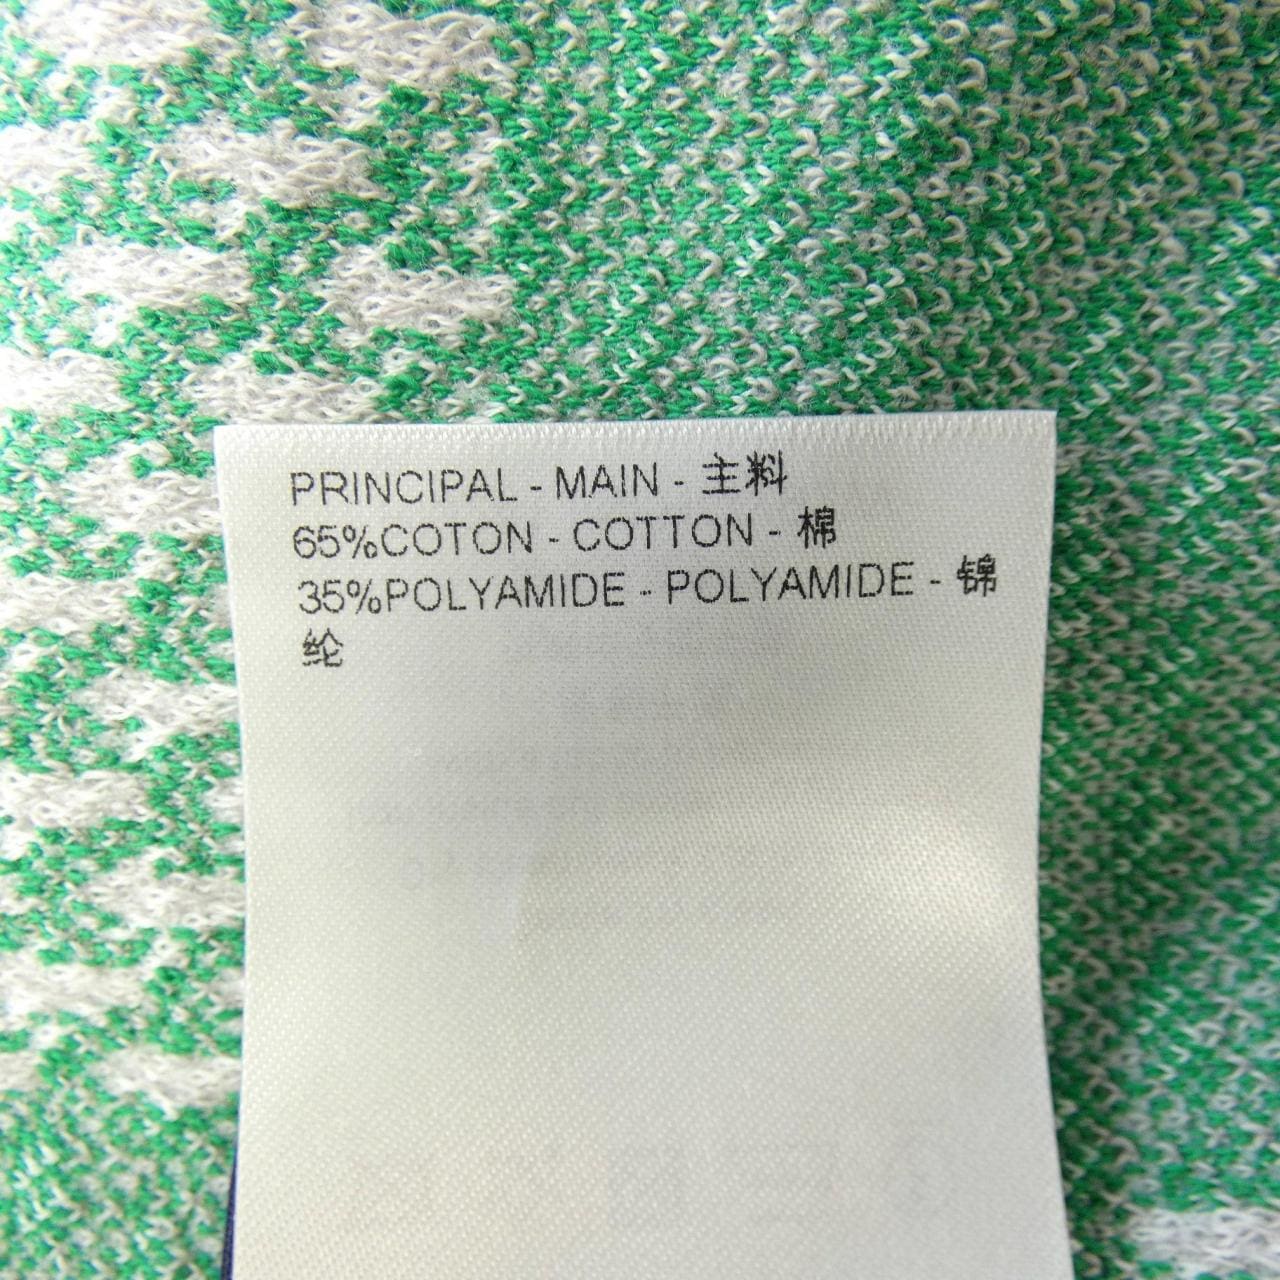 PRINCIPAL - MAIN - 主料
65%COTON - COTTON - 棉
35%POLYAMIDE - POLYAMIDE - 锦
纶